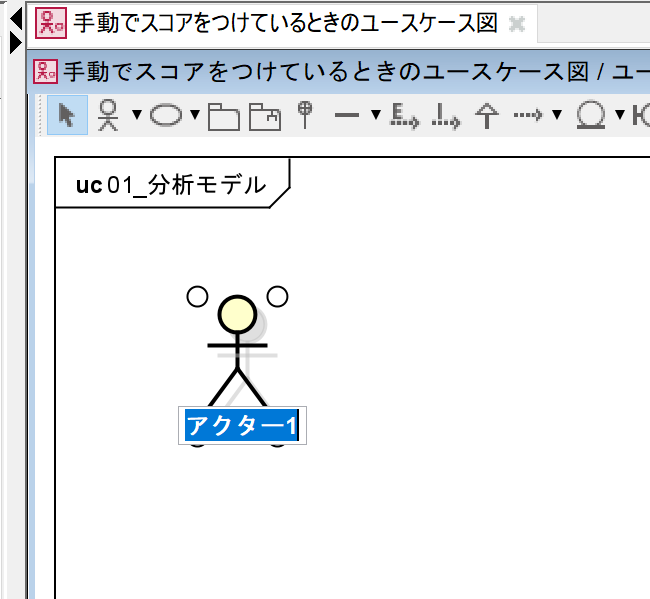 手動でスコアをつけているときのユースケース図
手動でスコアをつけているときのユースケース図 / ユー
uc 01_分析モデル
アクター1